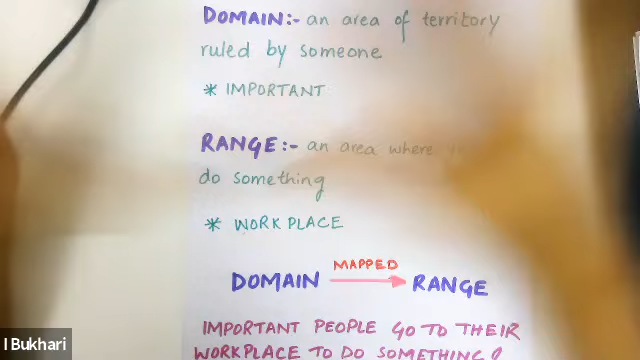 DOMAIN:- an area of territory
ruled by someone
* IMPORTANT
RANGE:- an area where
do something
* WORKPLACE
MAPPED
DOMAIN → RANGE
IMPORTANT PEOPLE GO TO THEIR
WORKPLACE TO DO SOMETHING
I Bukhari